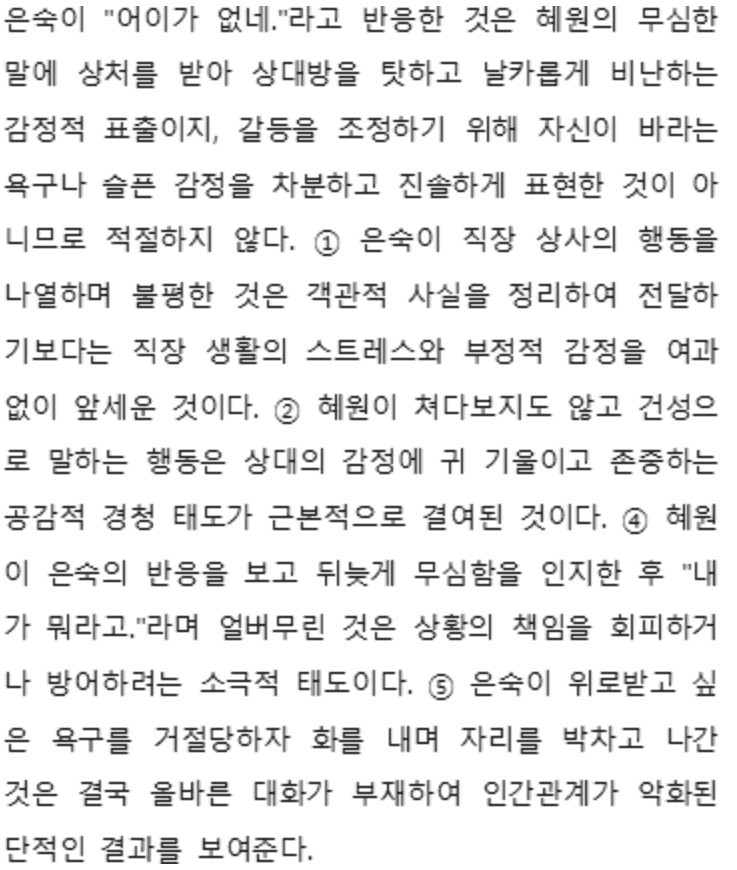 은숙이 "어이가 없네."라고 반응한 것은 혜원의 무심한
말에 상처를 받아 상대방을 탓하고 날카롭게 비난하는
감정적 표출이지, 갈등을 조정하기 위해 자신이 바라는
욕구나 슬픈 감정을 차분하고 진솔하게 표현한 것이 아
니므로 적절하지 않다. ① 은숙이 직장 상사의 행동을
나열하며 불평한 것은 객관적 사실을 정리하여 전달하
기보다는 직장 생활의 스트레스와 부정적 감정을 여과
없이 앞세운 것이다. ② 혜원이 쳐다보지도 않고 건성으
로 말하는 행동은 상대의 감정에 귀 기울이고 존중하는
공감적 경청 태도가 근본적으로 결여된 것이다. ④ 혜원
이 은숙의 반응을 보고 뒤늦게 무심함을 인지한 후 "내
가 뭐라고."라며 얼버무린 것은 상황의 책임을 회피하거
나 방어하려는 소극적 태도이다. ⑤ 은숙이 위로받고 싶
은 욕구를 거절당하자 화를 내며 자리를 박차고 나간
것은 결국 올바른 대화가 부재하여 인간관계가 악화된
단적인 결과를 보여준다.